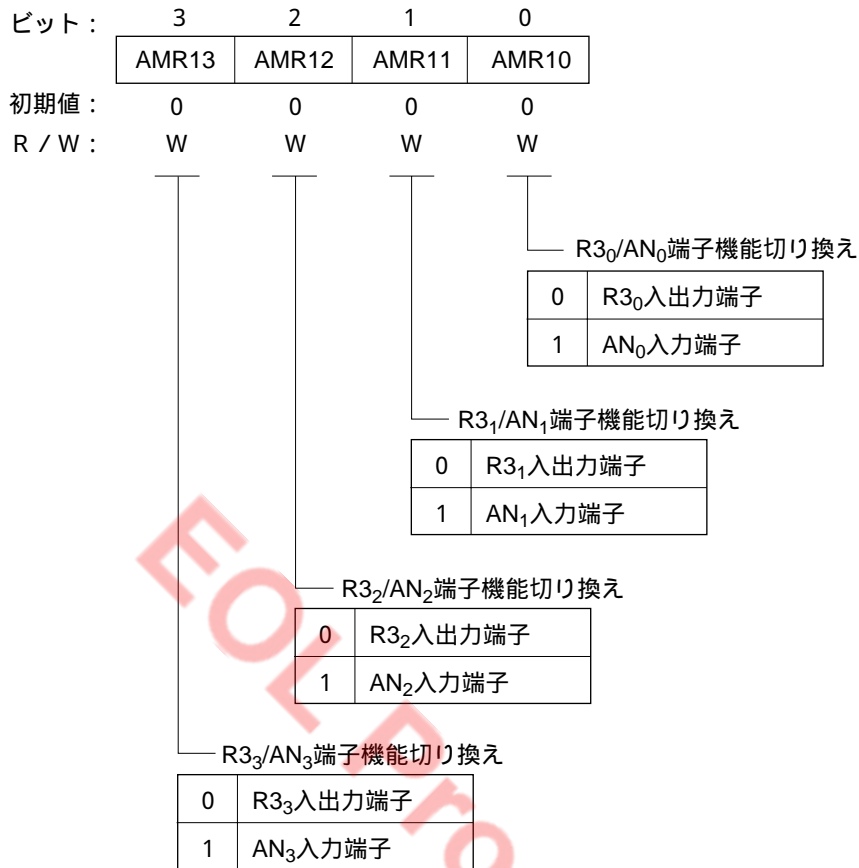 ビット： 3 2 1 0
AMR13 AMR12 AMR11 AMR10
初期値： 0 0 0 0
R／W： W W W W
R3₀/AN₀端子機能切り換え
0 R3₀入出力端子
1 AN₀入力端子
R3₁/AN₁端子機能切り換え
0 R3₁入出力端子
1 AN₁入力端子
R3₂/AN₂端子機能切り換え
0 R3₂入出力端子
1 AN₂入力端子
R3₃/AN₃端子機能切り換え
0 R3₃入出力端子
1 AN₃入力端子
EOL Pro